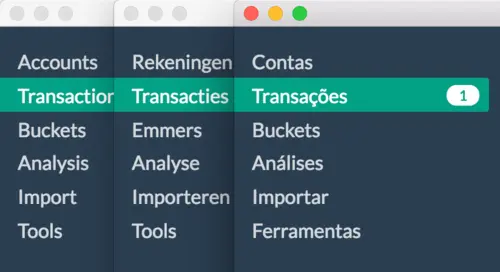 Accounts
Transaction
Buckets
Analysis
Import
Tools
Rekeningen
Transacties
Emmers
Analyse
Importeren
Tools
Contas
Transações 1
Buckets
Análises
Importar
Ferramentas